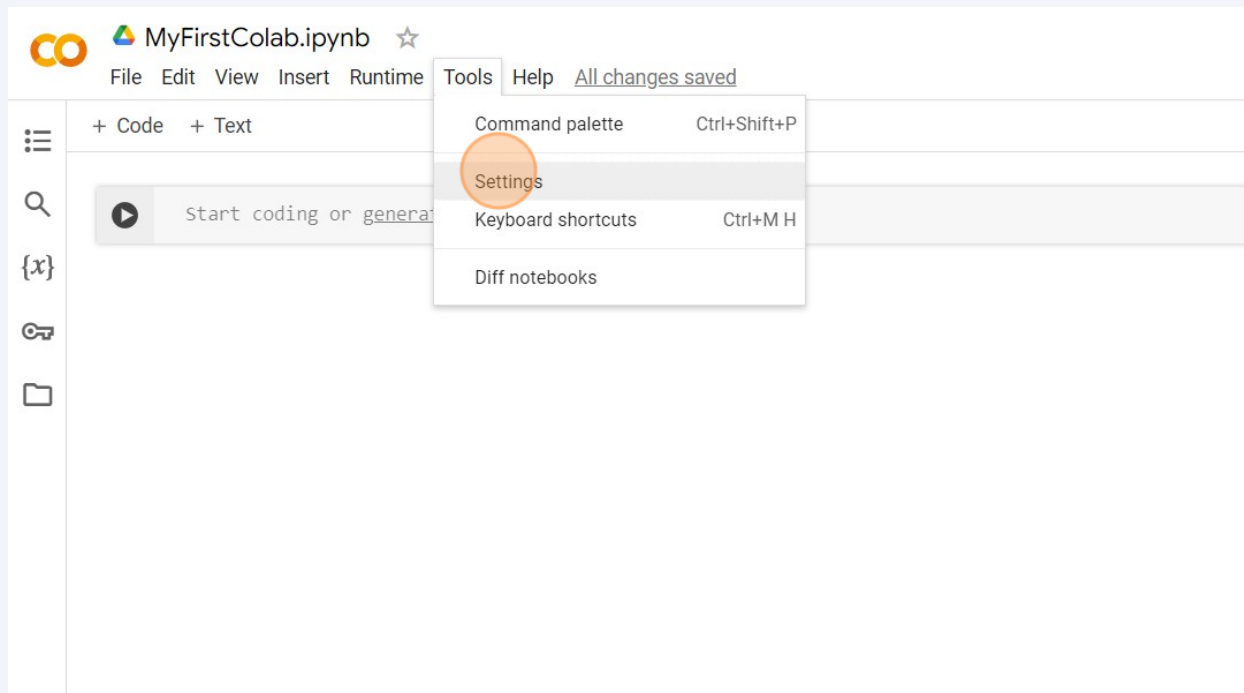 MyFirstColab.ipynb
File Edit View Insert Runtime Tools Help All changes saved
+ Code + Text
Command palette Ctrl+Shift+P
Settings
Start coding or generat
Keyboard shortcuts Ctrl+M H
{x}
Diff notebooks